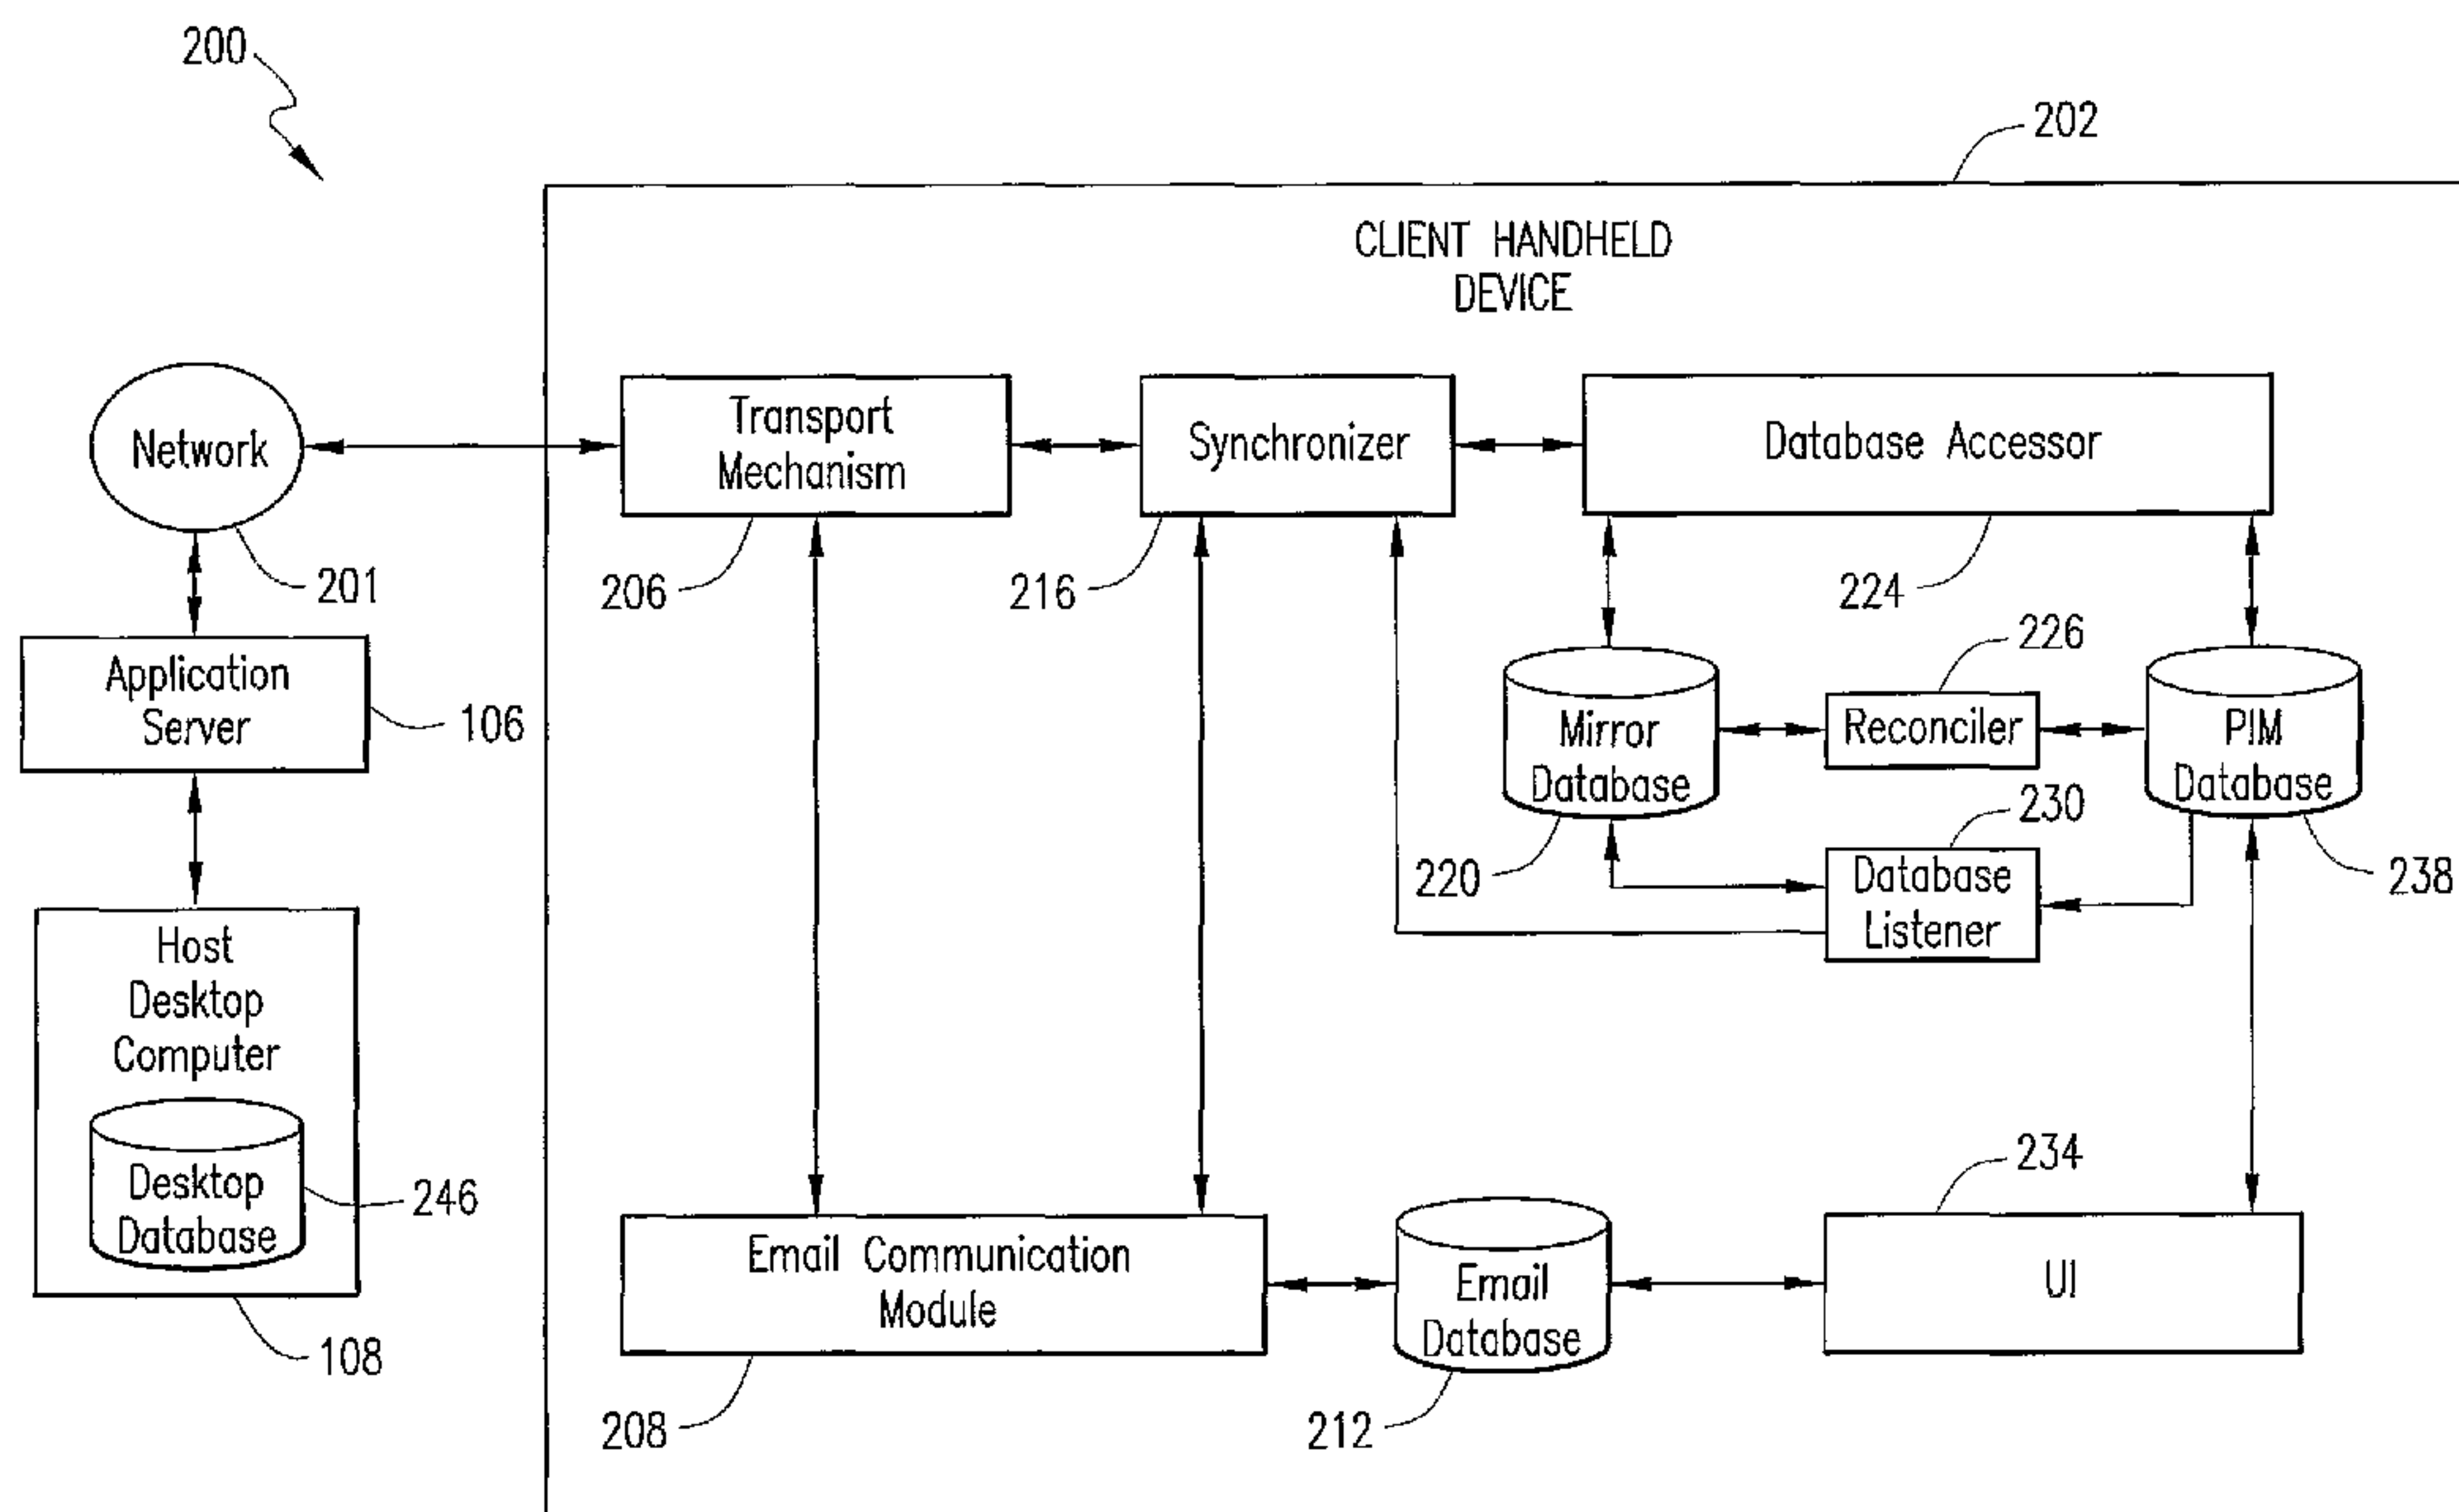 200
202
CLIENT HANDHELD
DEVICE
Network
Transport
Mechanism
Synchronizer
Database Accessor
201
206
216
224
226
Application
Server
106
Mirror
Database
Reconciler
PIM
Database
230
220
Database
Listener
238
Host
Desktop
Computer
Desktop
Database
246
234
Email Communication
Module
Email
Database
UI
108
208
212